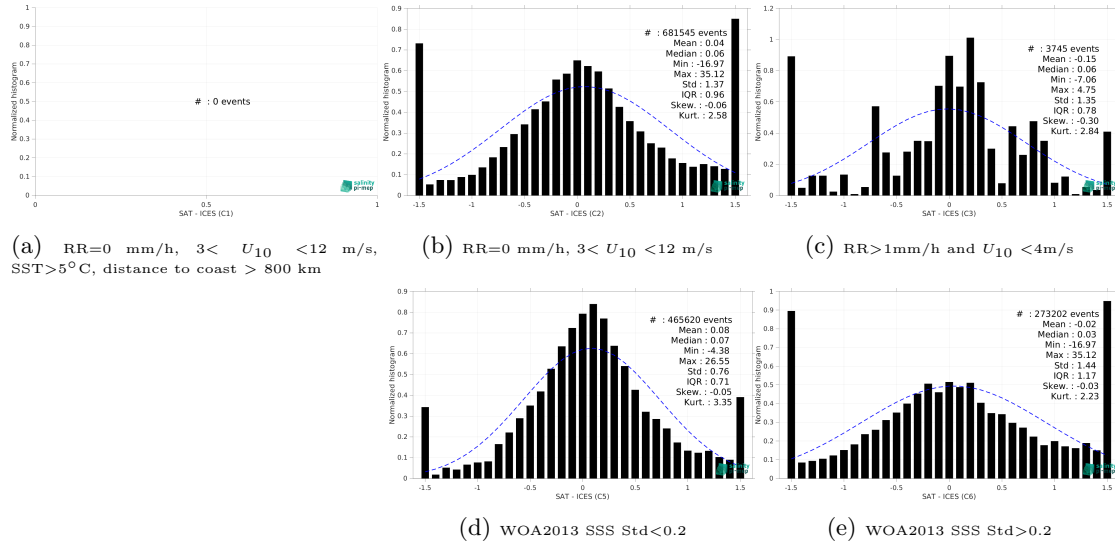 1
0.9
0.8
0.7
0.6
0.5
0.4
0.3
0.2
0.1
0
Normalized histogram
# : 0 events
salinity
pi-mep
0 0.5 1
SAT - ICES (C1)
(a) RR=0 mm/h, 3< U10 <12 m/s,
SST>5°C, distance to coast > 800 km
0.9
0.8
0.7
0.6
0.5
0.4
0.3
0.2
0.1
0
Normalized histogram
# : 681545 events
Mean : 0.04
Median : 0.06
Min : -16.97
Max : 35.12
Std : 1.37
IQR : 0.96
Skew. : -0.06
Kurt. : 2.58
salinity
pi-mep
-1.5 -1 -0.5 0 0.5 1 1.5
SAT - ICES (C2)
(b) RR=0 mm/h, 3< U10 <12 m/s
1.2
1
0.8
0.6
0.4
0.2
0
Normalized histogram
# : 3745 events
Mean : -0.15
Median : 0.06
Min : -7.06
Max : 4.75
Std : 1.35
IQR : 0.78
Skew. : -0.30
Kurt. : 2.84
-1.5 -1 -0.5 0 0.5 1 1.5
SAT - ICES (C3)
(c) RR>1mm/h and U10 <4m/s
0.9
0.8
0.7
0.6
0.5
0.4
0.3
0.2
0.1
0
Normalized histogram
# : 465620 events
Mean : 0.08
Median : 0.07
Min : -4.38
Max : 26.55
Std : 0.76
IQR : 0.71
Skew. : -0.05
Kurt. : 3.35
-1.5 -1 -0.5 0 0.5 1 1.5
SAT - ICES (C5)
(d) WOA2013 SSS Std<0.2
1
0.9
0.8
0.7
0.6
0.5
0.4
0.3
0.2
0.1
0
Normalized histogram
# : 273202 events
Mean : -0.02
Median : 0.03
Min : -16.97
Max : 35.12
Std : 1.44
IQR : 1.17
Skew. : -0.03
Kurt. : 2.23
-1.5 -1 -0.5 0 0.5 1 1.5
SAT - ICES (C6)
(e) WOA2013 SSS Std>0.2